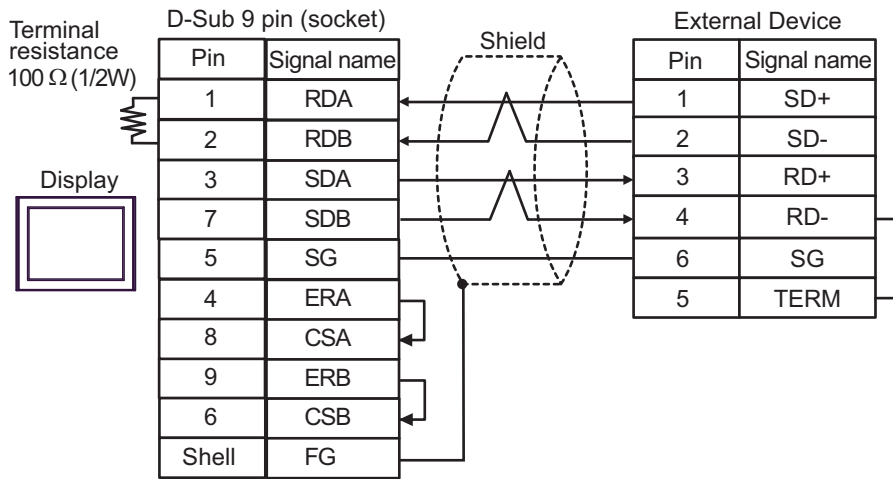 Terminal
resistance
100 Ω (1/2W)
D-Sub 9 pin (socket)
Pin Signal name
1 RDA
2 RDB
3 SDA
7 SDB
5 SG
4 ERA
8 CSA
9 ERB
6 CSB
Shell FG
Display
Shield
External Device
Pin Signal name
1 SD+
2 SD-
3 RD+
4 RD-
6 SG
5 TERM